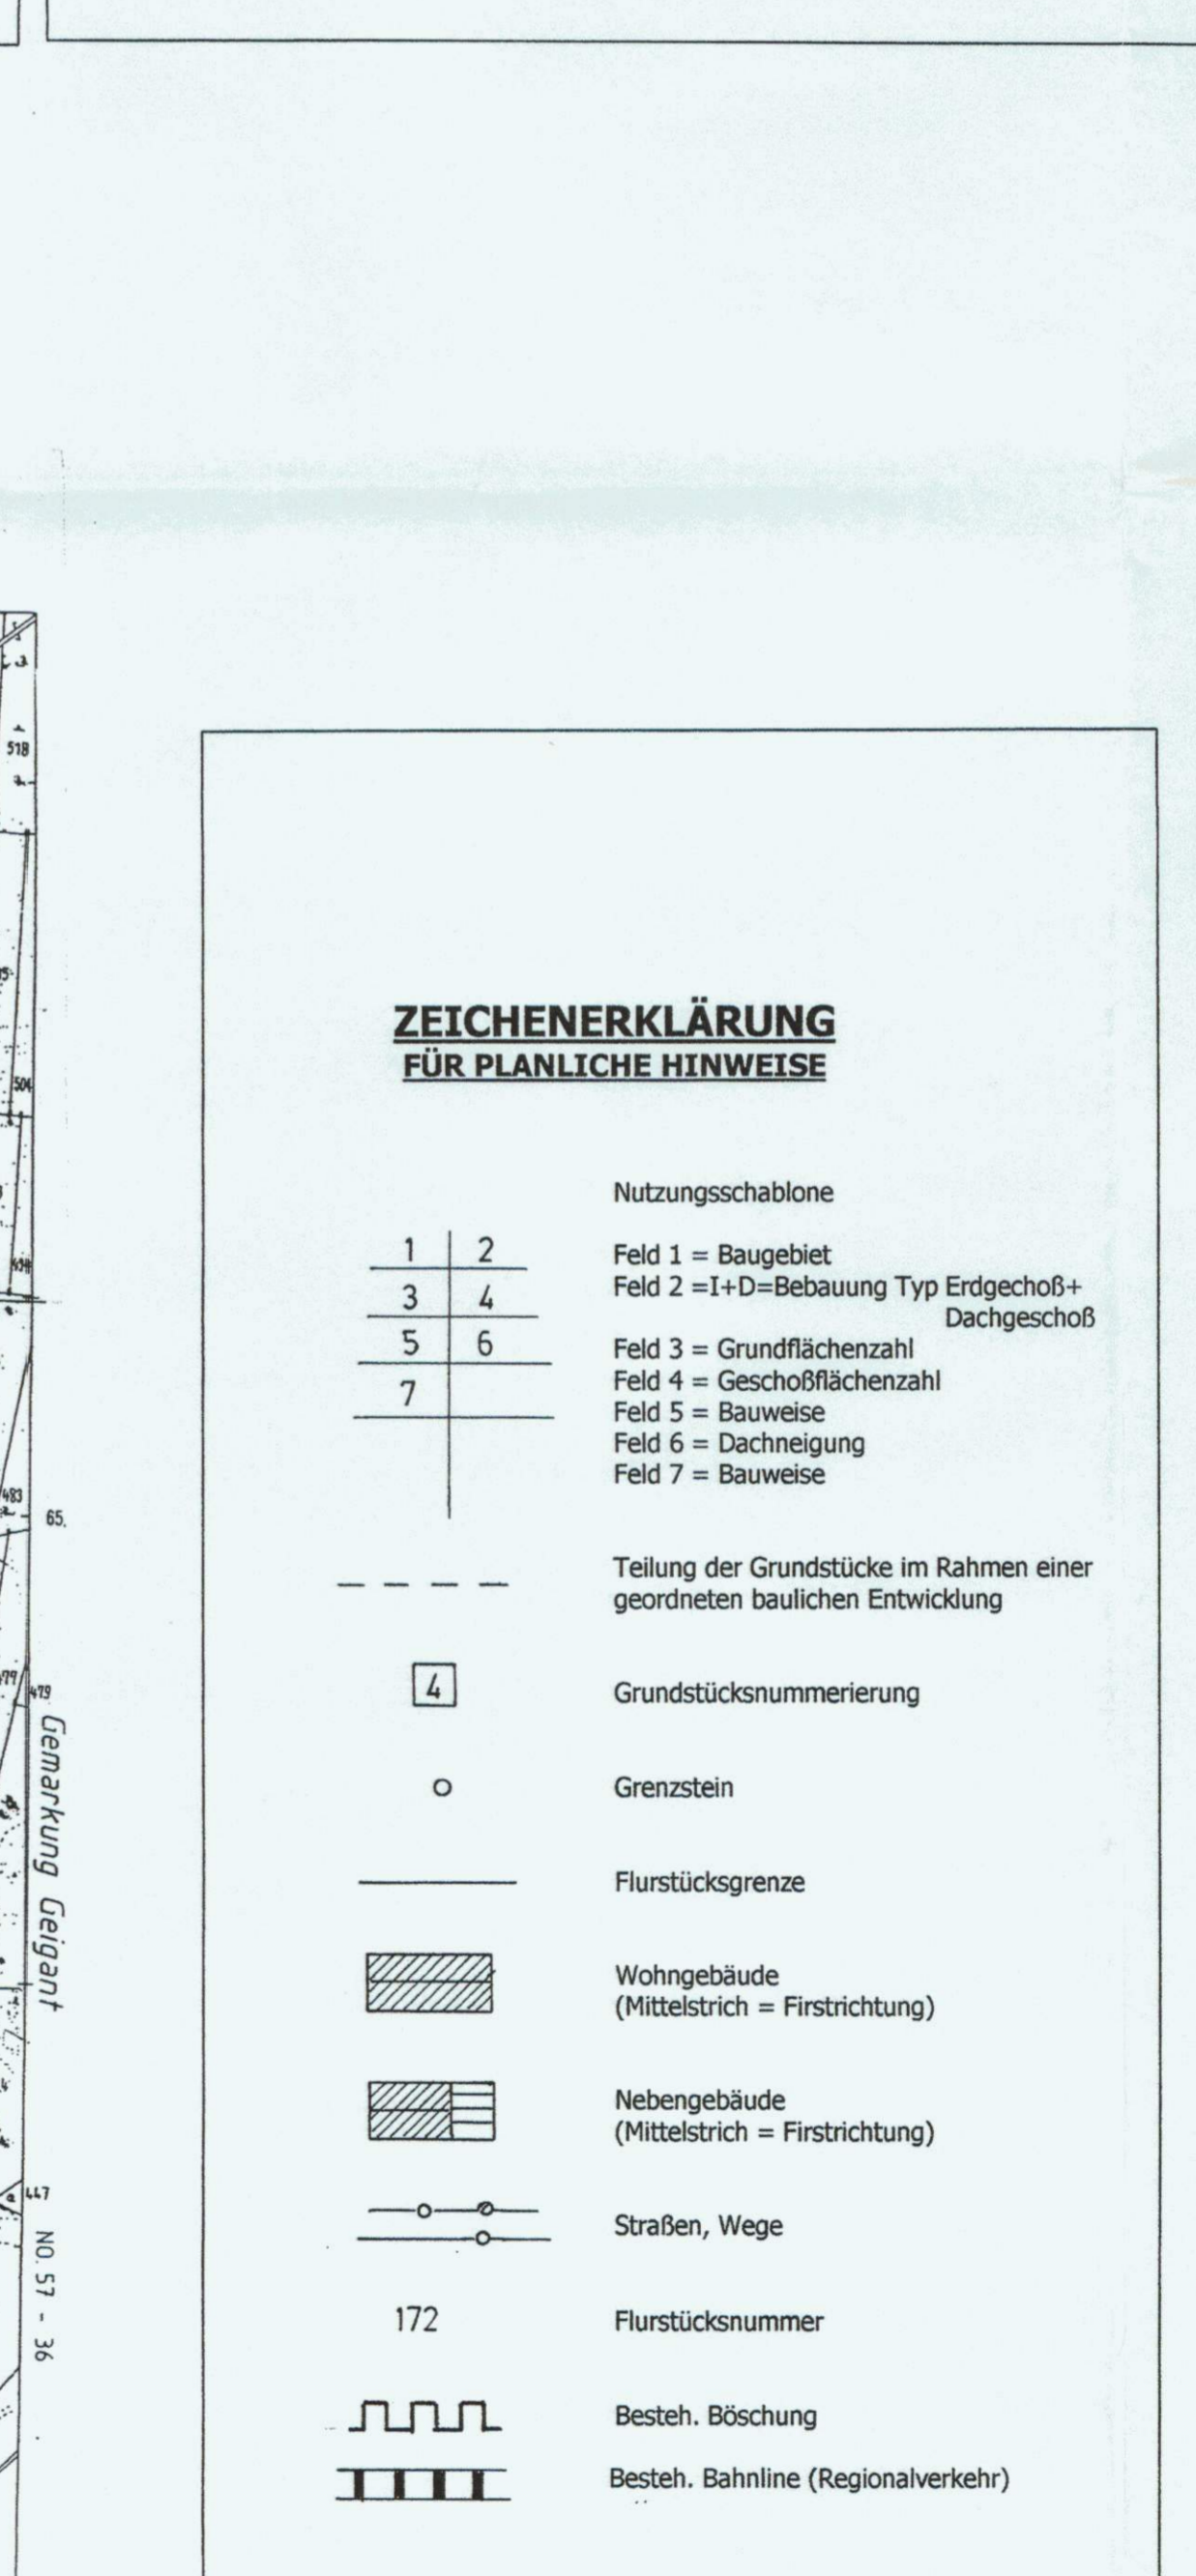 518
504
483
65.
479
Gemarkung Geigant
447
NO. 57 - 36
ZEICHENERKLÄRUNG
FÜR PLANLICHE HINWEISE
Nutzungsschablone
1 2
3 4
5 6
7
Feld 1 = Baugebiet
Feld 2 =I+D=Bebauung Typ Erdgechoß+
Dachgeschoß
Feld 3 = Grundflächenzahl
Feld 4 = Geschoßflächenzahl
Feld 5 = Bauweise
Feld 6 = Dachneigung
Feld 7 = Bauweise
Teilung der Grundstücke im Rahmen einer
geordneten baulichen Entwicklung
4 Grundstücksnummerierung
Grenzstein
Flurstücksgrenze
Wohngebäude
(Mittelstrich = Firstrichtung)
Nebengebäude
(Mittelstrich = Firstrichtung)
Straßen, Wege
172 Flurstücksnummer
Besteh. Böschung
Besteh. Bahnline (Regionalverkehr)